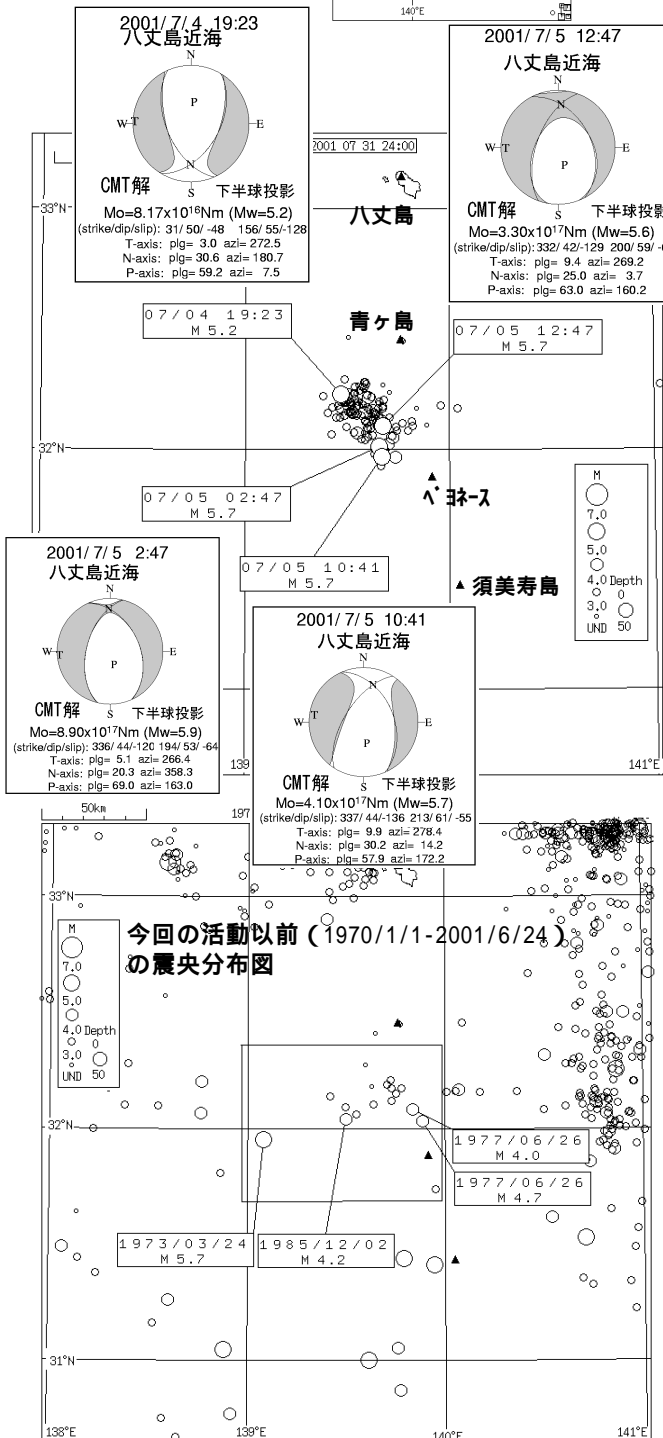 140°E
2001/ 7/ 4 19:23
八丈島近海
N
P
W T E
N
S
CMT解 下半球投影
Mo=8.17x10¹⁶Nm (Mw=5.2)
(strike/dip/slip): 31/ 50/ -48 156/ 55/-128
T-axis: plg= 3.0 azi= 272.5
N-axis: plg= 30.6 azi= 180.7
P-axis: plg= 59.2 azi= 7.5
2001/ 7/ 5 12:47
八丈島近海
N
N
W T E
P
S
CMT解 下半球投影
Mo=3.30x10¹⁷Nm (Mw=5.6)
(strike/dip/slip): 332/ 42/-129 200/ 59/
T-axis: plg= 9.4 azi= 269.2
N-axis: plg= 25.0 azi= 3.7
P-axis: plg= 63.0 azi= 160.2
2001 07 31 24:00
33°N
八丈島
07/04 19:23
M 5.2
青ヶ島
07/05 12:47
M 5.7
32°N
07/05 02:47
M 5.7
ベヨネース
07/05 10:41
M 5.7
須美寿島
M
7.0
5.0
4.0 Depth
3.0 0
UND 50
2001/ 7/ 5 2:47
八丈島近海
N
N
W T E
P
S
CMT解 下半球投影
Mo=8.90x10¹⁷Nm (Mw=5.9)
(strike/dip/slip): 336/ 44/-120 194/ 53/ -64
T-axis: plg= 5.1 azi= 266.4
N-axis: plg= 20.3 azi= 358.3
P-axis: plg= 69.0 azi= 163.0
2001/ 7/ 5 10:41
八丈島近海
N
N
W T E
P
S
CMT解 下半球投影
Mo=4.10x10¹⁷Nm (Mw=5.7)
(strike/dip/slip): 337/ 44/-136 213/ 61/ -55
T-axis: plg= 9.9 azi= 278.4
N-axis: plg= 30.2 azi= 14.2
P-axis: plg= 57.9 azi= 172.2
139
141°E
50km
197
33°N
今回の活動以前（1970/1/1-2001/6/24）
の震央分布図
M
7.0
5.0
4.0 Depth
3.0 0
UND 50
32°N
1977/06/26
M 4.0
1977/06/26
M 4.7
1973/03/24
M 5.7
1985/12/02
M 4.2
31°N
138°E 139°E 140°E 141°E